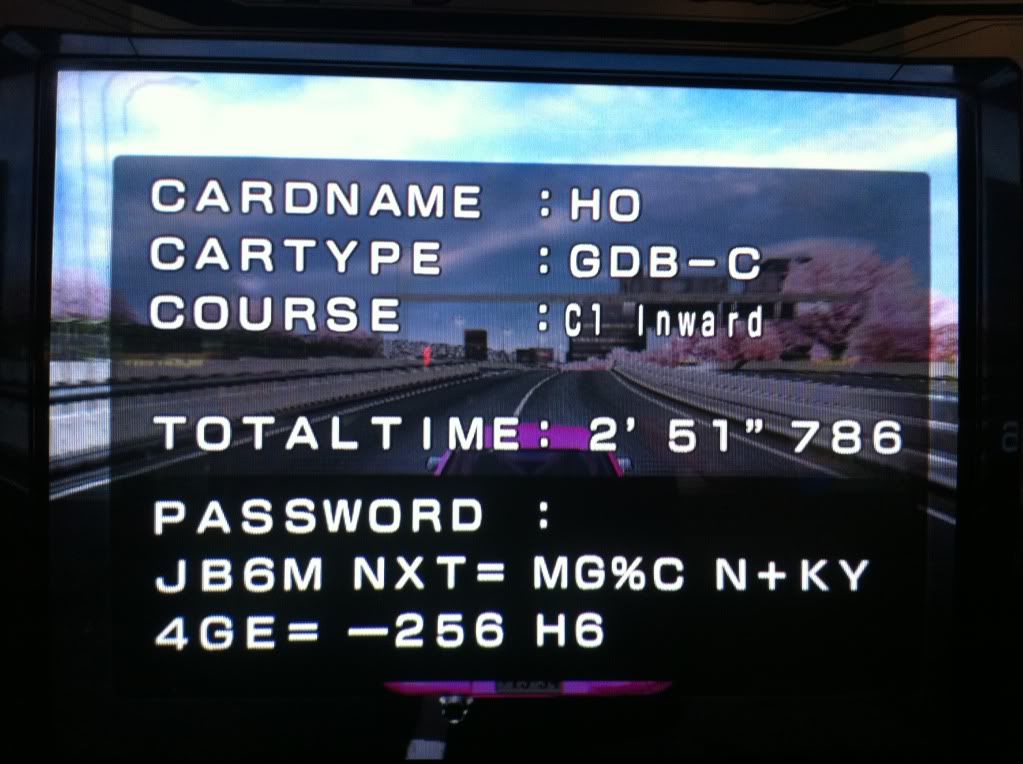 CARDNAME : HO
CARTYPE : GDB-C
COURSE : C1 Inward
TOTALTIME: 2' 51" 786
PASSWORD :
JB6M NXT= MG%C N+KY
4GE= -256 H6